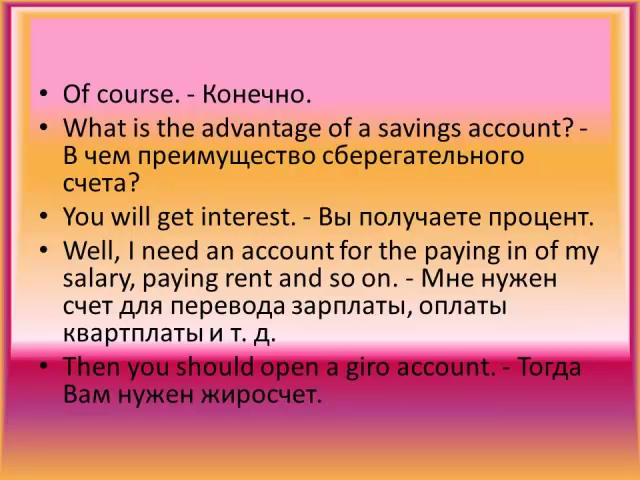 • Of course. - Конечно.
• What is the advantage of a savings account? -
В чем преимущество сберегательного
счета?
• You will get interest. - Вы получаете процент.
• Well, I need an account for the paying in of my
salary, paying rent and so on. - Мне нужен
счет для перевода зарплаты, оплаты
квартплаты и т. д.
• Then you should open a giro account. - Тогда
Вам нужен жиросчет.